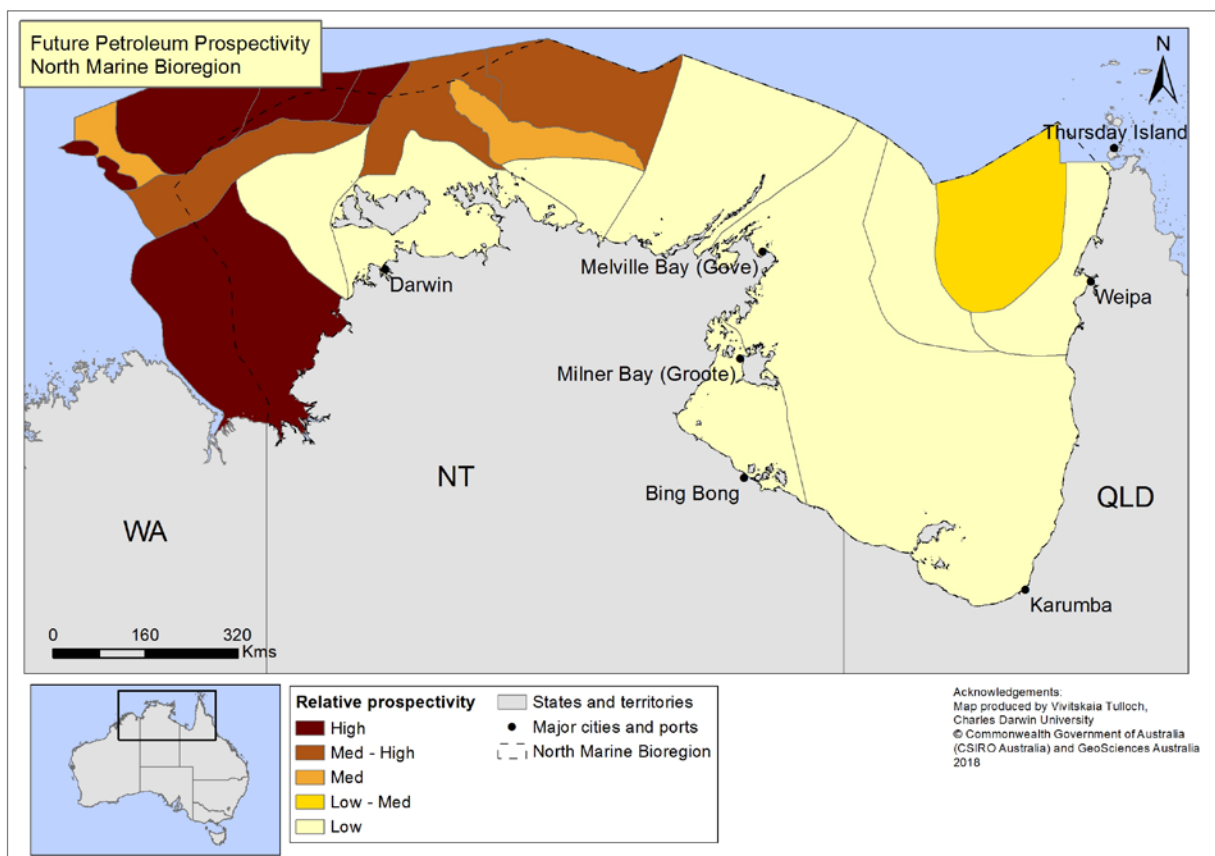 Future Petroleum Prospectivity
North Marine Bioregion
N
Thursday Island
Melville Bay (Gove)
Darwin
Weipa
Milner Bay (Groote)
NT
Bing Bong
QLD
WA
Karumba
0 160 320
Kms
Relative prospectivity
High
Med - High
Med
Low - Med
Low
States and territories
Major cities and ports
North Marine Bioregion
Acknowledgements:
Map produced by Vivitskaia Tulloch,
Charles Darwin University
© Commonwealth Government of Australia
(CSIRO Australia) and GeoSciences Australia
2018